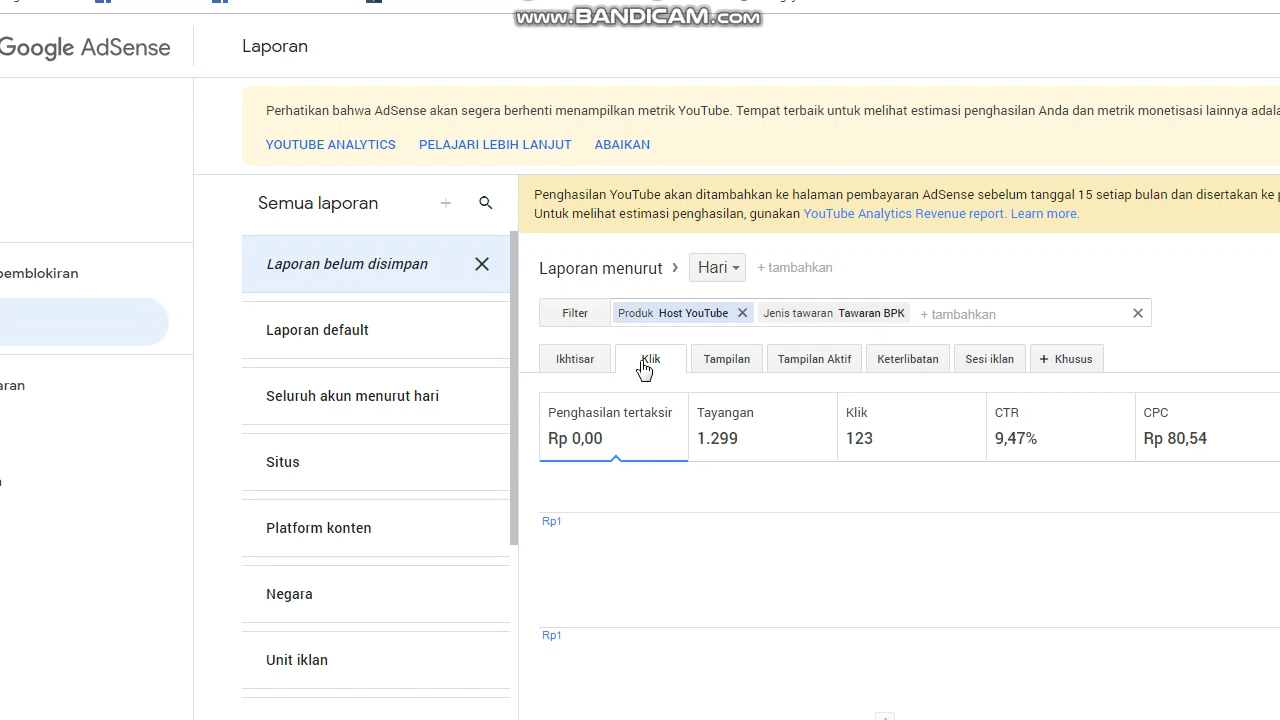 www.BANDICAM.com
Google AdSense
Laporan
Perhatikan bahwa AdSense akan segera berhenti menampilkan metrik YouTube. Tempat terbaik untuk melihat estimasi penghasilan Anda dan metrik monetisasi lainnya adala
YOUTUBE ANALYTICS PELAJARI LEBIH LANJUT ABAIKAN
Semua laporan +
Penghasilan YouTube akan ditambahkan ke halaman pembayaran AdSense sebelum tanggal 15 setiap bulan dan disertakan ke p
Untuk melihat estimasi penghasilan, gunakan YouTube Analytics Revenue report. Learn more.
pemblokiran
aran
Laporan belum disimpan
Laporan default
Seluruh akun menurut hari
Situs
Platform konten
Negara
Unit iklan
Laporan menurut › Hari + tambahkan
Filter Produk Host YouTube Jenis tawaran Tawaran BPK + tambahkan
Ikhtisar Klik Tampilan Tampilan Aktif Keterlibatan Sesi iklan + Khusus
Penghasilan tertaksir Tayangan Klik CTR CPC
Rp 0,00 1.299 123 9,47% Rp 80,54
Rp1
Rp1